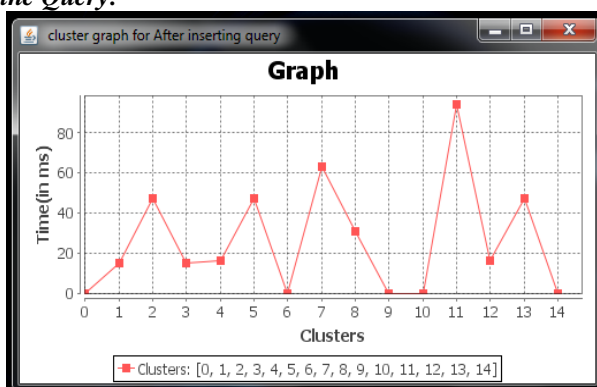 the Query.
cluster graph for After inserting query
Graph
Time(in ms)
80
60
40
20
0
0 1 2 3 4 5 6 7 8 9 10 11 12 13 14
Clusters
Clusters: [0, 1, 2, 3, 4, 5, 6, 7, 8, 9, 10, 11, 12, 13, 14]